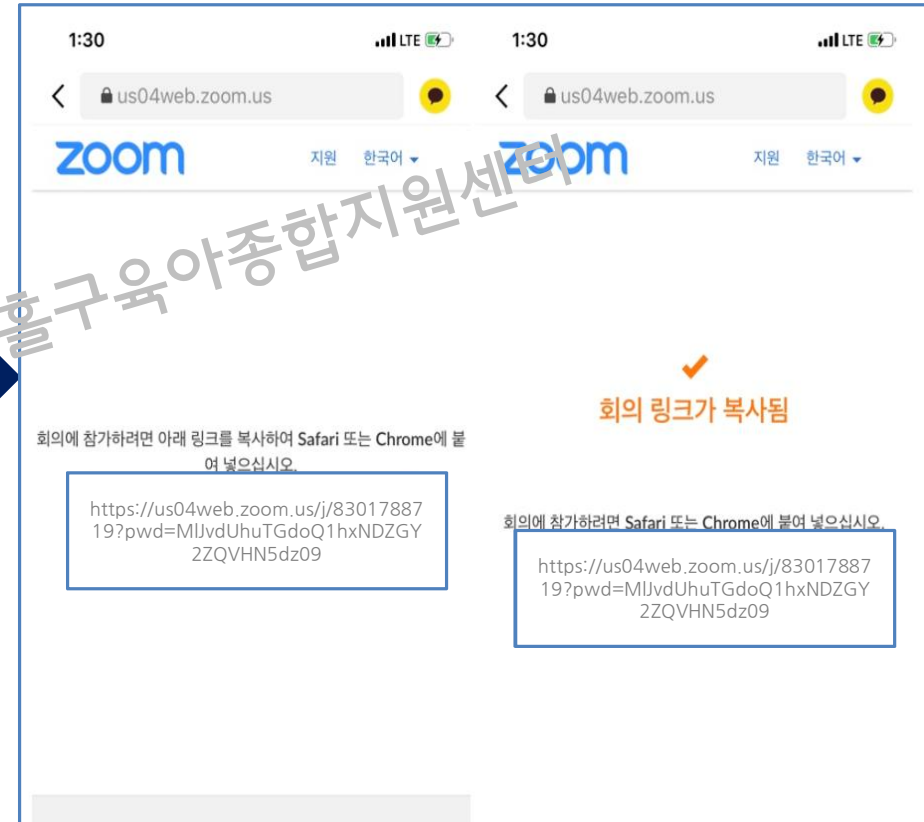 1:30
LTE
us04web.zoom.us
zoom
지원 한국어
회의에 참가하려면 아래 링크를 복사하여 Safari 또는 Chrome에 붙
여 넣으십시오.
https://us04web.zoom.us/j/83017887
19?pwd=MlJvdUhuTGdoQ1hxNDZGY
2ZQVHN5dz09
1:30
LTE
us04web.zoom.us
zoom
지원 한국어
회의 링크가 복사됨
회의에 참가하려면 Safari 또는 Chrome에 붙여 넣으십시오.
https://us04web.zoom.us/j/83017887
19?pwd=MlJvdUhuTGdoQ1hxNDZGY
2ZQVHN5dz09
홀구육아종합지원센터